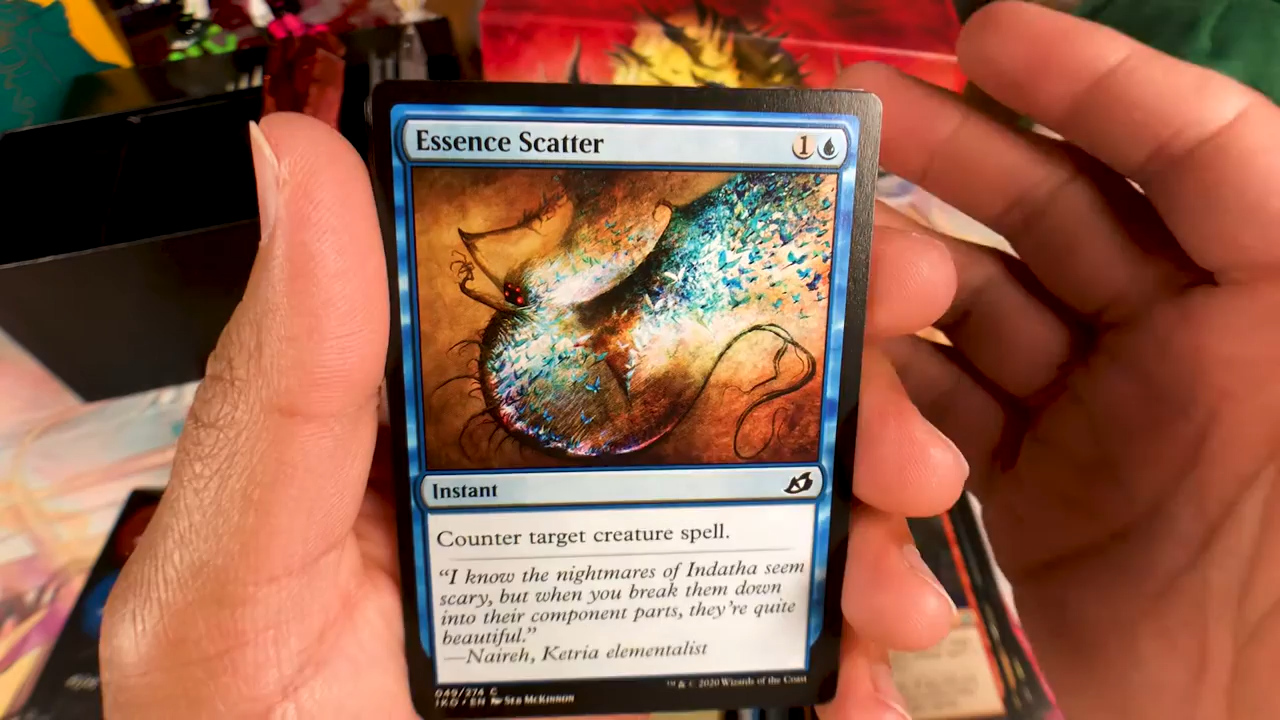 Essence Scatter 1
Instant
Counter target creature spell.
“I know the nightmares of Indatha seem
scary, but when you break them down
into their component parts, they’re quite
beautiful.”
—Naireh, Ketria elementalist
049/274 C
IKO • EN Seb McKinnon
™ & © 2020 Wizards of the Coast